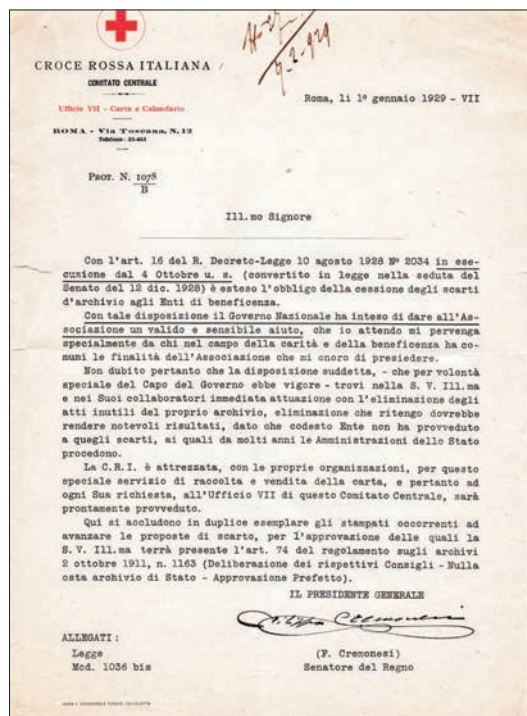 CROCE ROSSA ITALIANA
COMITATO CENTRALE
Ufficio VII - Carta e Calendario
ROMA - Via Toscana, N. 12
Roma, li 1º gennaio 1929 - VII
PROT. N. 1078
B
Ill.mo Signore
Con l'art. 16 del R. Decreto-Legge 10 agosto 1928 Nº 2034 in ese-
cuzione dal 4 Ottobre u. s. (convertito in legge nella seduta del
Senato del 12 dic. 1928) è esteso l'obbligo della cessione degli scarti
d'archivio agli Enti di beneficenza.
Con tale disposizione il Governo Nazionale ha inteso di dare all'As-
sociazione un valido e sensibile aiuto, che io attendo mi pervenga
specialmente da chi nel campo della carità e della beneficenza ha co-
muni le finalità dell'Associazione che mi onoro di presiedere.
Non dubito pertanto che la disposizione suddetta, - che per volontà
speciale del Capo del Governo ebbe vigore - trovi nella S. V. Ill.ma
e nei Suoi collaboratori immediata attuazione con l'eliminazione degli
atti inutili del proprio archivio, eliminazione che ritengo dovrebbe
rendere notevoli risultati, dato che codesto Ente non ha provveduto
a quegli scarti, ai quali da molti anni le Amministrazioni dello Stato
procedono.
La C.R.I. è attrezzata, con le proprie organizzazioni, per questo
speciale servizio di raccolta e vendita della carta, e pertanto ad
ogni Sua richiesta, all'Ufficio VII di questo Comitato Centrale, sarà
prontamente provveduto.
Qui si accludono in duplice esemplare gli stampati occorrenti ad
avanzare le proposte di scarto, per l'approvazione delle quali la
S. V. Ill.ma terrà presente l'art. 74 del regolamento sugli archivi
2 ottobre 1911, n. 1163 (Deliberazione dei rispettivi Consigli - Nulla
osta archivio di Stato - Approvazione Prefetto).
IL PRESIDENTE GENERALE
ALLEGATI:
Legge
Mod. 1036 bis
(F. Cremonesi)
Senatore del Regno